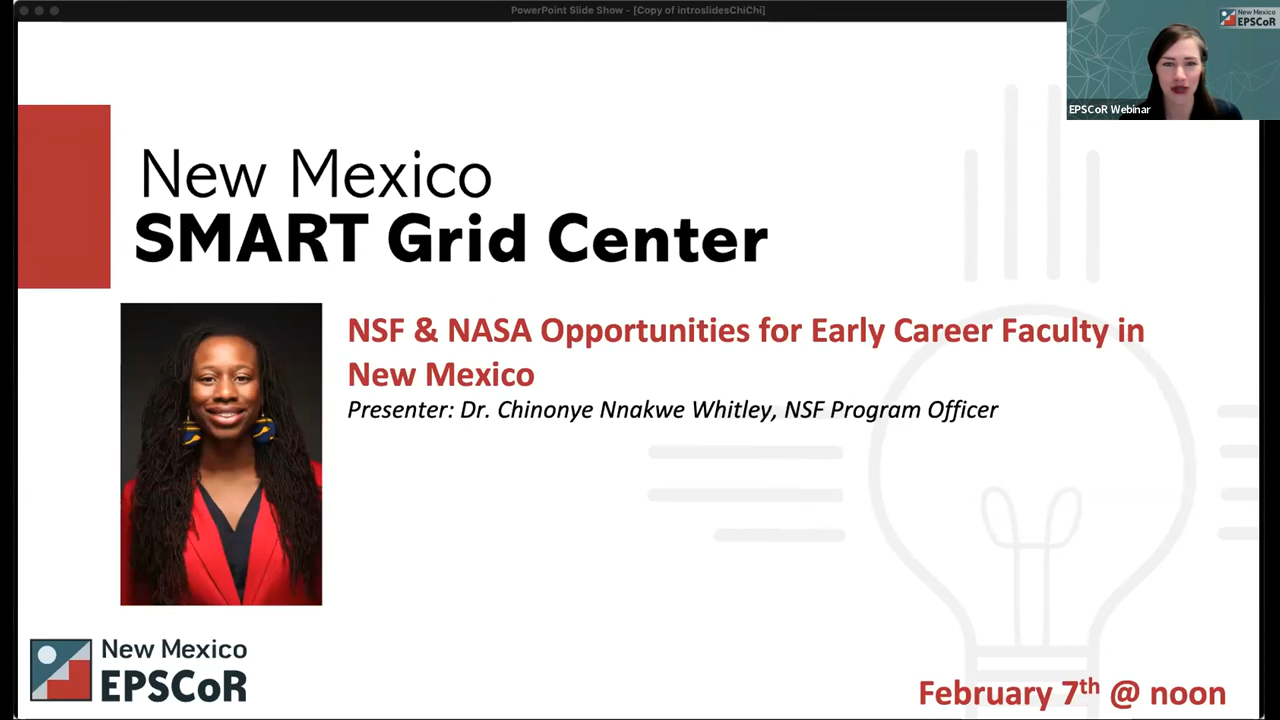 PowerPoint Slide Show - [Copy of introslidesChiChi]
New Mexico
EPSCoR
EPSCoR Webinar
New Mexico
SMART Grid Center
NSF & NASA Opportunities for Early Career Faculty in
New Mexico
Presenter: Dr. Chinonye Nnakwe Whitley, NSF Program Officer
New Mexico
EPSCoR
February 7th @ noon